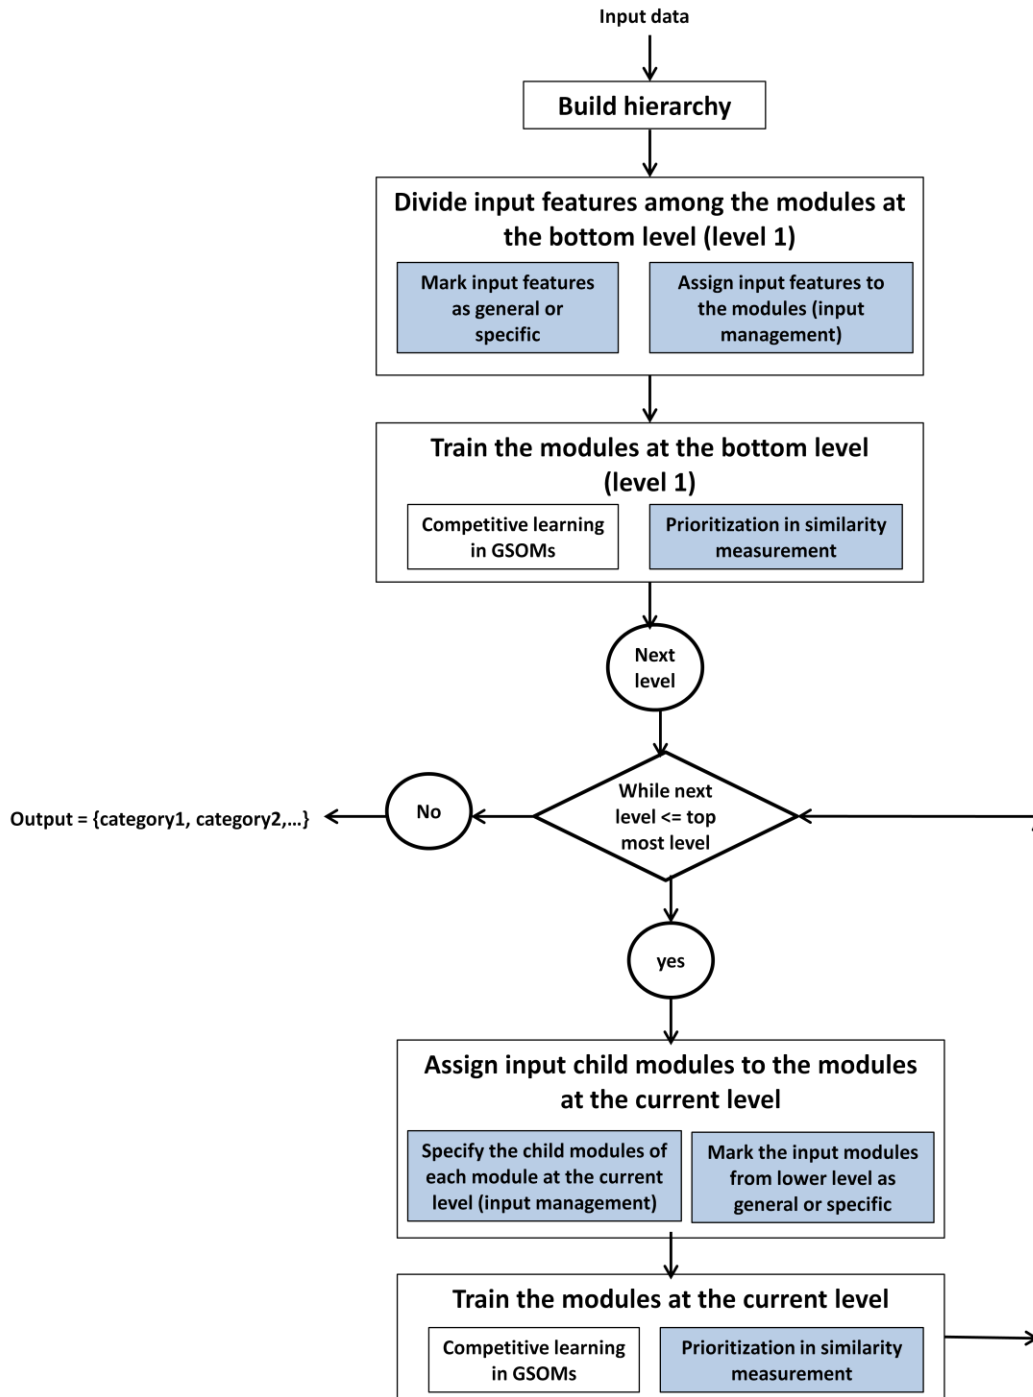 Input data
Build hierarchy
Divide input features among the modules at
the bottom level (level 1)
Mark input features
as general or
specific
Assign input features to
the modules (input
management)
Train the modules at the bottom level
(level 1)
Competitive learning
in GSOMs
Prioritization in similarity
measurement
Next
level
While next
level <= top
most level
No
Output = {category1, category2,...}
yes
Assign input child modules to the modules
at the current level
Specify the child modules of
each module at the current
level (input management)
Mark the input modules
from lower level as
general or specific
Train the modules at the current level
Competitive learning
in GSOMs
Prioritization in similarity
measurement